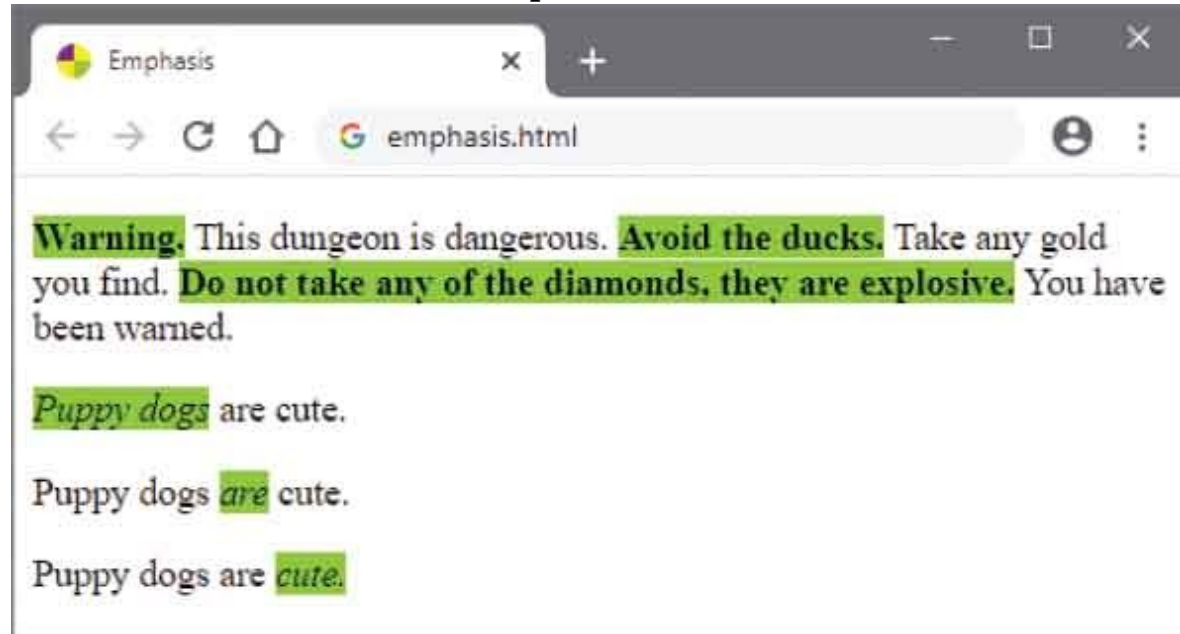 Emphasis
emphasis.html
Warning. This dungeon is dangerous. Avoid the ducks. Take any gold
you find. Do not take any of the diamonds, they are explosive. You have
been warned.
Puppy dogs are cute.
Puppy dogs are cute.
Puppy dogs are cute.